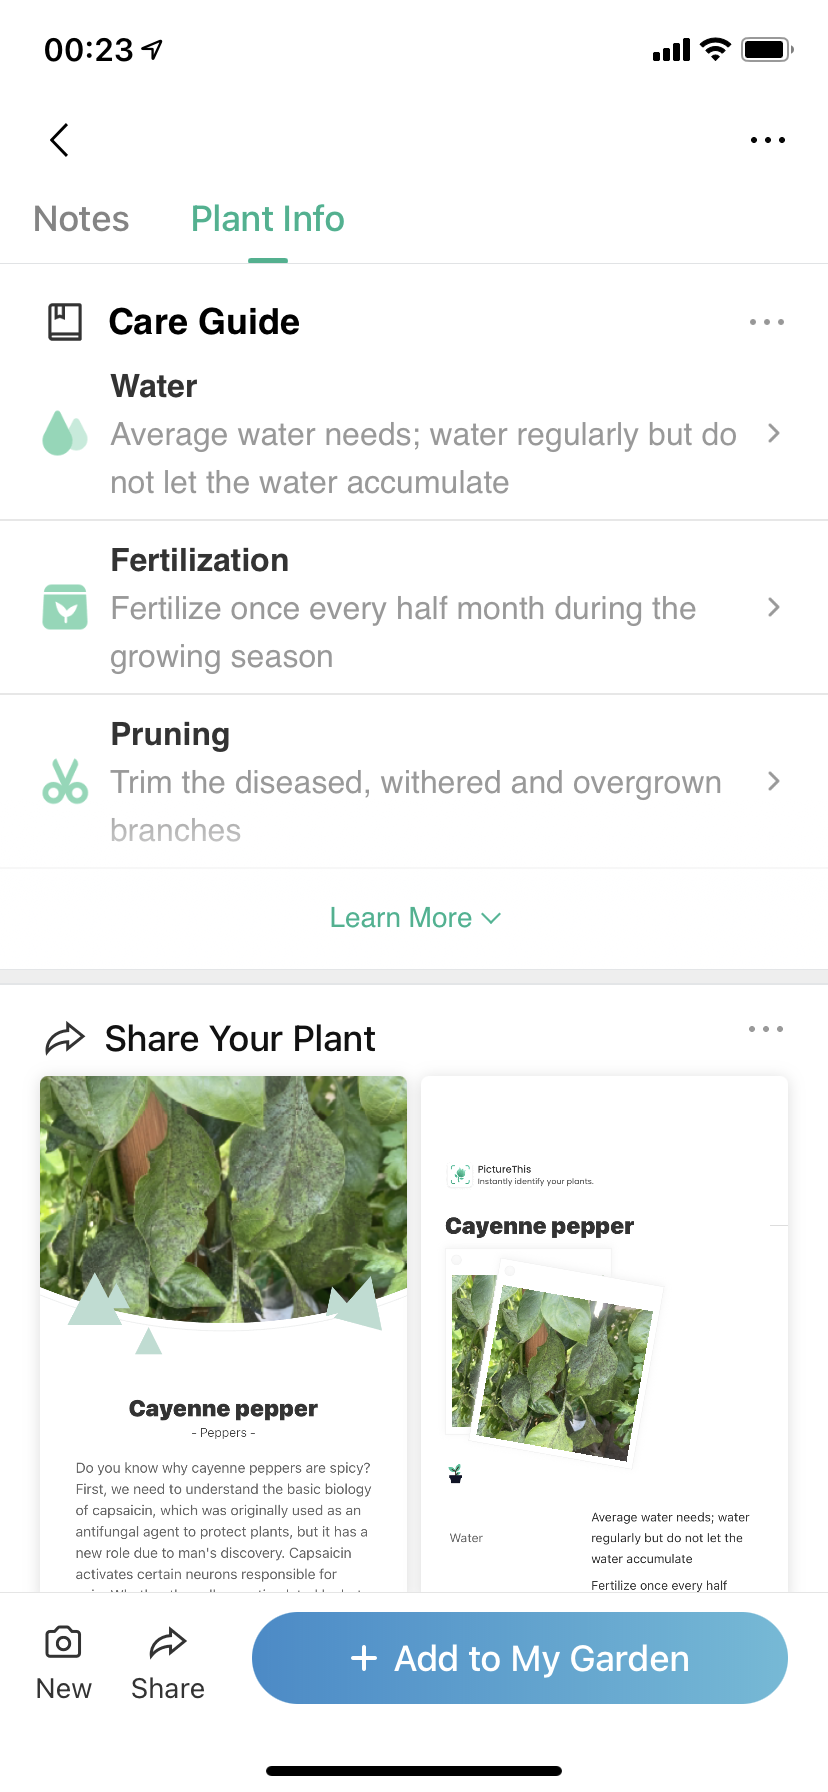 00:23
Notes
Plant Info
Care Guide
Water
Average water needs; water regularly but do
not let the water accumulate
Fertilization
Fertilize once every half month during the
growing season
Pruning
Trim the diseased, withered and overgrown
branches
Learn More
Share Your Plant
Cayenne pepper
- Peppers -
Do you know why cayenne peppers are spicy?
First, we need to understand the basic biology
of capsaicin, which was originally used as an
antifungal agent to protect plants, but it has a
new role due to man's discovery. Capsaicin
activates certain neurons responsible for
PictureThis
Instantly identify your plants.
Cayenne pepper
Water
Average water needs; water
regularly but do not let the
water accumulate
Fertilize once every half
New
Share
+ Add to My Garden